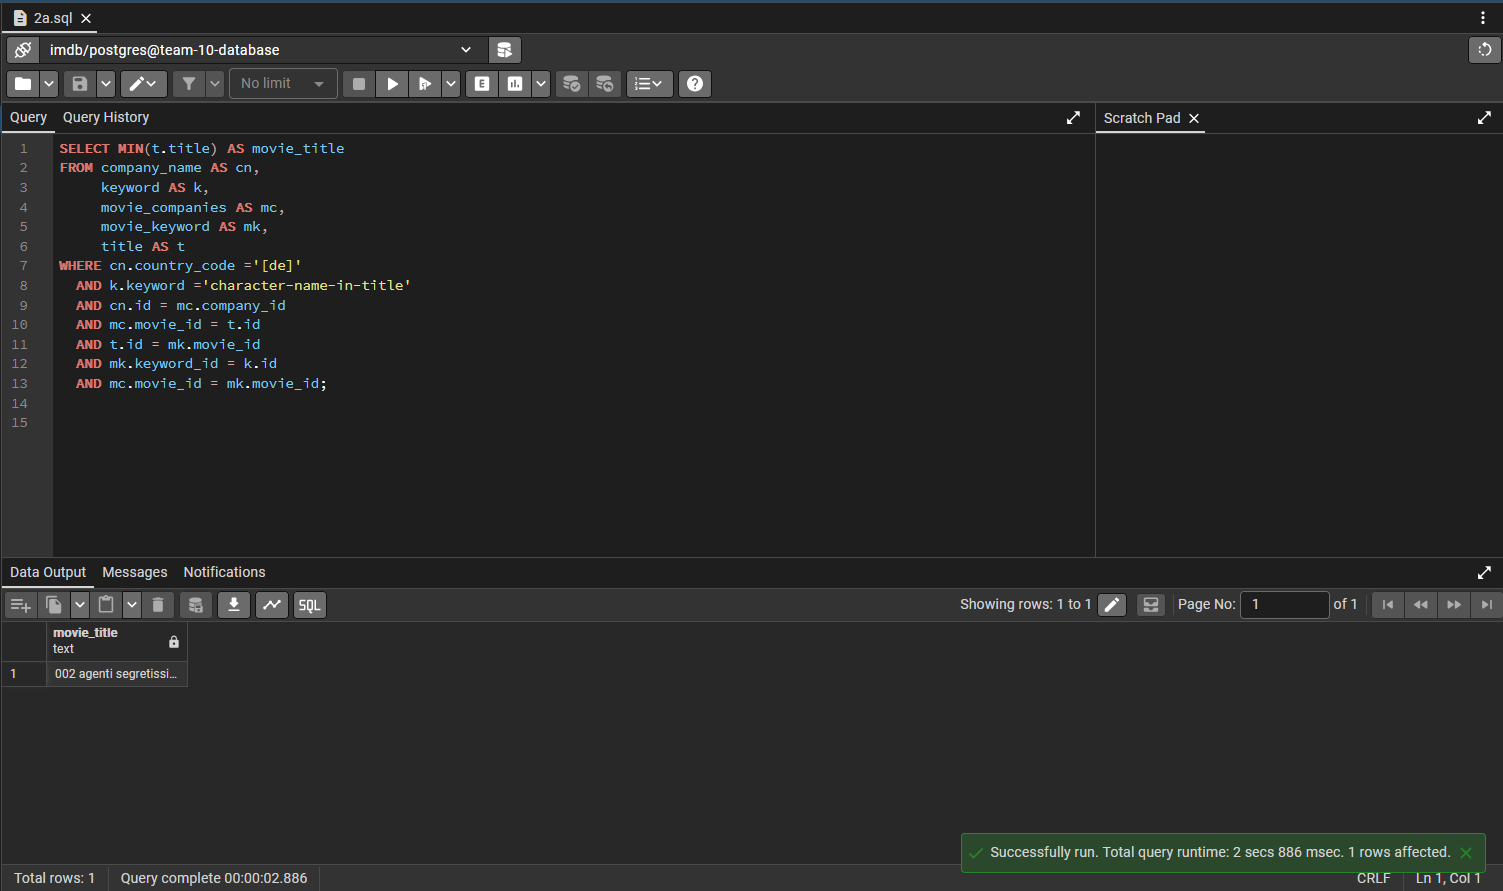 2a.sql
imdb/postgres@team-10-database
No limit
E
Query Query History
Scratch Pad
1 SELECT MIN(t.title) AS movie_title
2 FROM company_name AS cn,
3 keyword AS k,
4 movie_companies AS mc,
5 movie_keyword AS mk,
6 title AS t
7 WHERE cn.country_code ='[de]'
8 AND k.keyword ='character-name-in-title'
9 AND cn.id = mc.company_id
10 AND mc.movie_id = t.id
11 AND t.id = mk.movie_id
12 AND mk.keyword_id = k.id
13 AND mc.movie_id = mk.movie_id;
14
15
Data Output Messages Notifications
SQL
Showing rows: 1 to 1
Page No: 1 of 1
movie_title
text
1 002 agenti segretissi...
Successfully run. Total query runtime: 2 secs 886 msec. 1 rows affected.
Total rows: 1 Query complete 00:00:02.886 CRLF Ln 1, Col 1